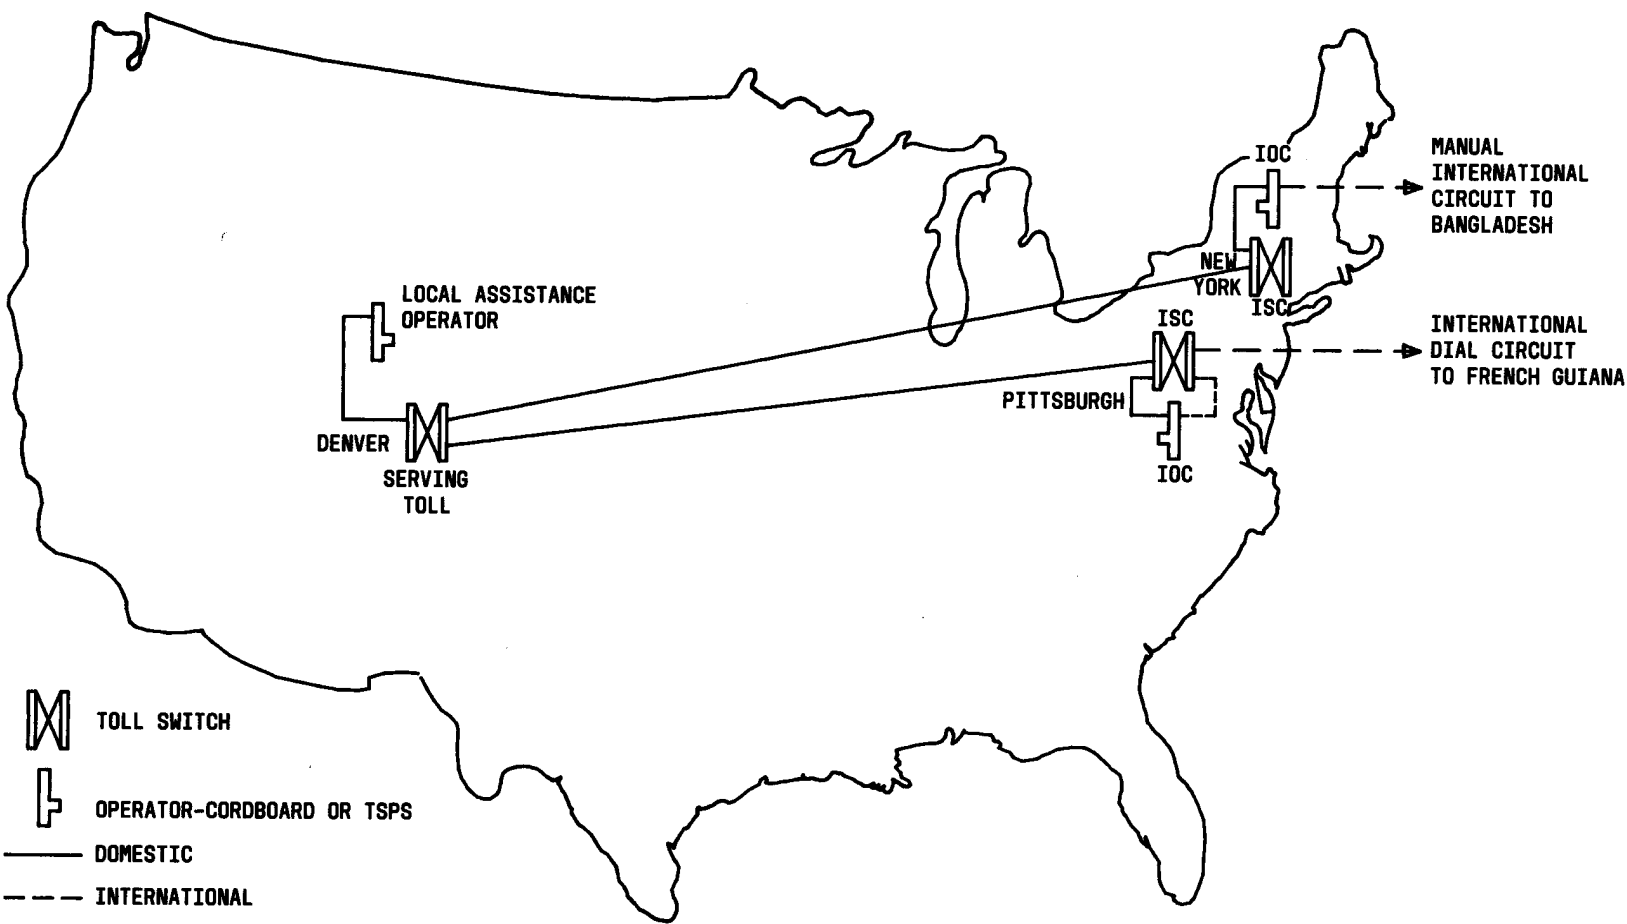 IOC
MANUAL
INTERNATIONAL
CIRCUIT TO
BANGLADESH
NEW
YORK
ISC
LOCAL ASSISTANCE
OPERATOR
ISC
INTERNATIONAL
DIAL CIRCUIT
TO FRENCH GUIANA
PITTSBURGH
IOC
DENVER
SERVING
TOLL
TOLL SWITCH
OPERATOR-CORDBOARD OR TSPS
DOMESTIC
INTERNATIONAL